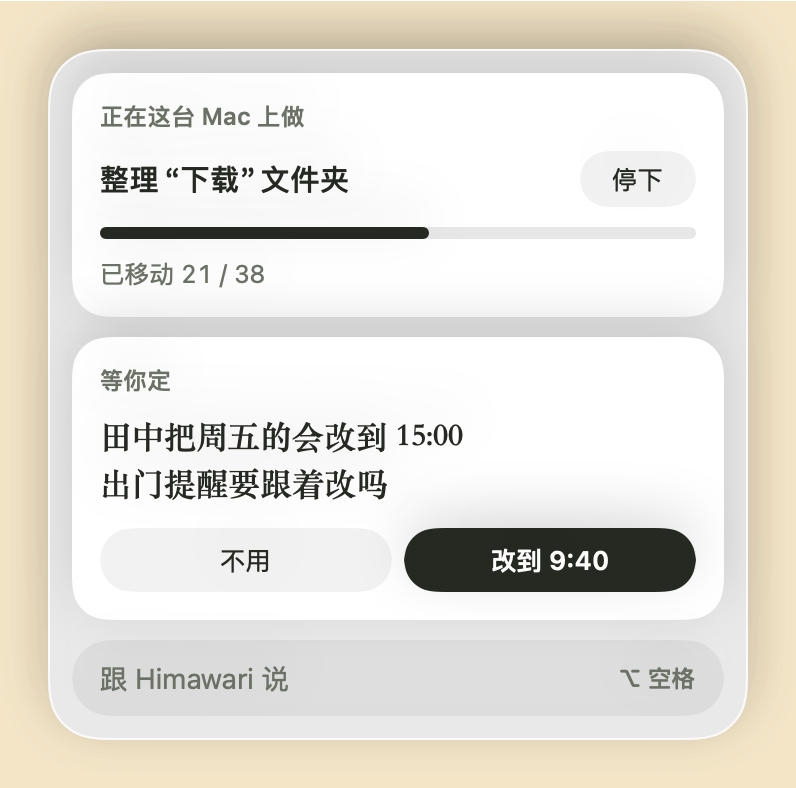 正在这台 Mac 上做
整理 “下载” 文件夹
停下
已移动 21 / 38
等你定
田中把周五的会改到 15:00
出门提醒要跟着改吗
不用
改到 9:40
跟 Himawari 说
⌥ 空格